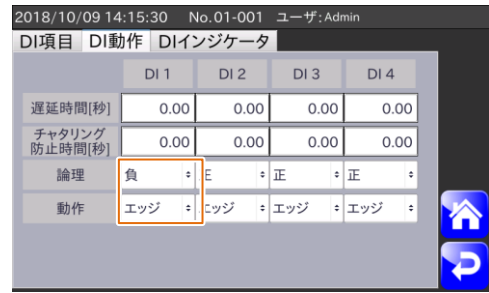 2018/10/09 14:15:30 No.01-001 ユーザ:Admin
DI項目 DI動作 DIインジケータ
DI 1 DI 2 DI 3 DI 4
遅延時間[秒] 0.00 0.00 0.00 0.00
チャタリング
防止時間[秒] 0.00 0.00 0.00 0.00
論理 負 正 正 正
動作 エッジ エッジ エッジ エッジ